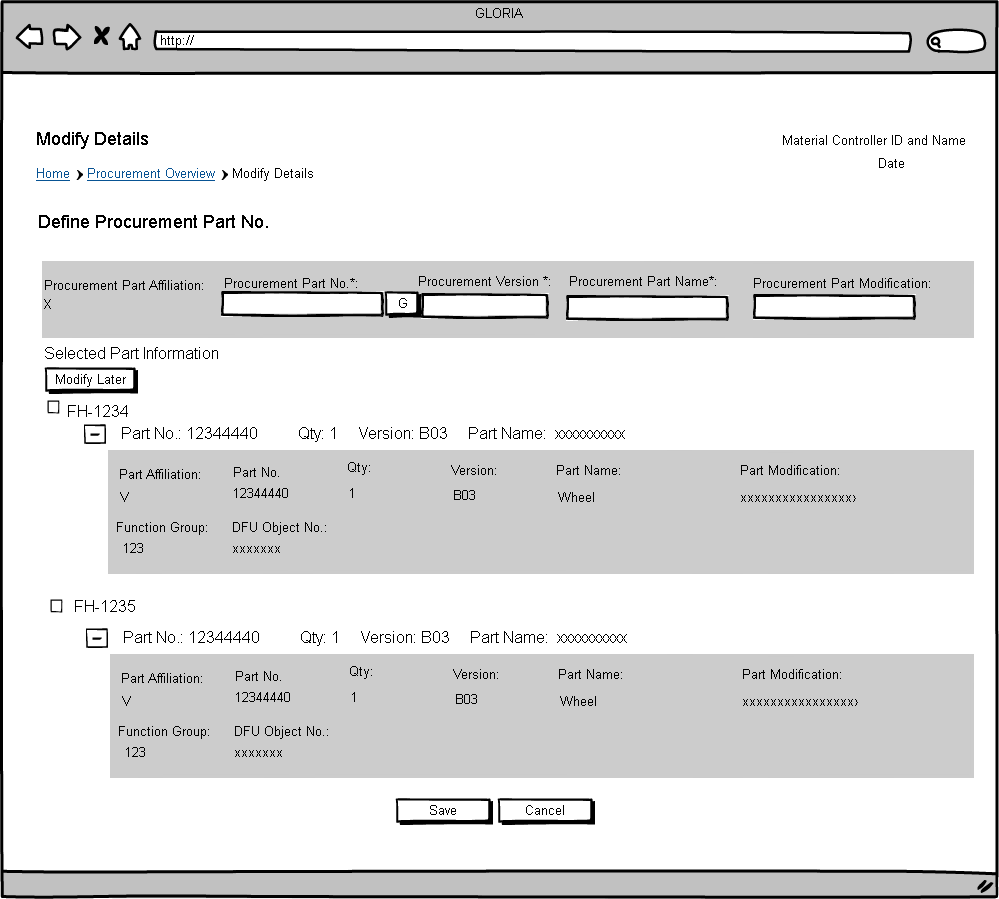 GLORIA
http://
Modify Details
Material Controller ID and Name
Date
Home Procurement Overview Modify Details
Define Procurement Part No.
Procurement Part Affiliation: Procurement Part No.*: Procurement Version *: Procurement Part Name*: Procurement Part Modification:
X G
Selected Part Information
Modify Later
FH-1234
Part No.: 12344440 Qty: 1 Version: B03 Part Name: xxxxxxxxxx
Part Affiliation: Part No. Qty: Version: Part Name: Part Modification:
V 12344440 1 B03 Wheel xxxxxxxxxxxxxxxx
Function Group: DFU Object No.:
123 xxxxxxx
FH-1235
Part No.: 12344440 Qty: 1 Version: B03 Part Name: xxxxxxxxxx
Part Affiliation: Part No. Qty: Version: Part Name: Part Modification:
V 12344440 1 B03 Wheel xxxxxxxxxxxxxxxx
Function Group: DFU Object No.:
123 xxxxxxx
Save Cancel